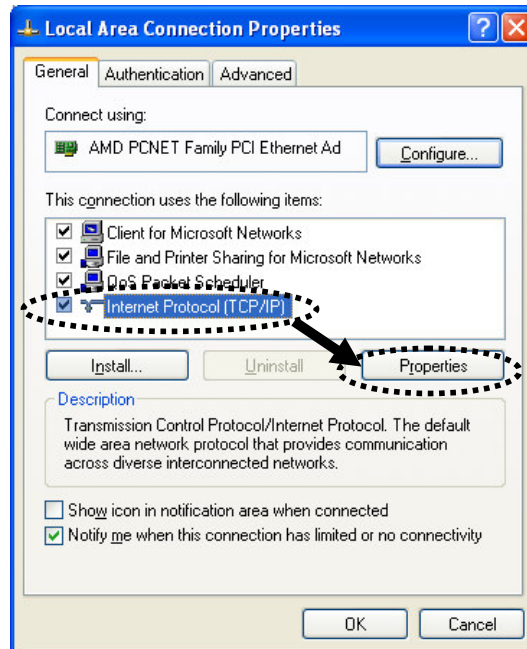 Local Area Connection Properties
General Authentication Advanced
Connect using:
AMD PCNET Family PCI Ethernet Ad Configure...
This connection uses the following items:
Client for Microsoft Networks
File and Printer Sharing for Microsoft Networks
QoS Packet Scheduler
Internet Protocol (TCP/IP)
Install... Uninstall Properties
Description
Transmission Control Protocol/Internet Protocol. The default
wide area network protocol that provides communication
across diverse interconnected networks.
Show icon in notification area when connected
Notify me when this connection has limited or no connectivity
OK Cancel